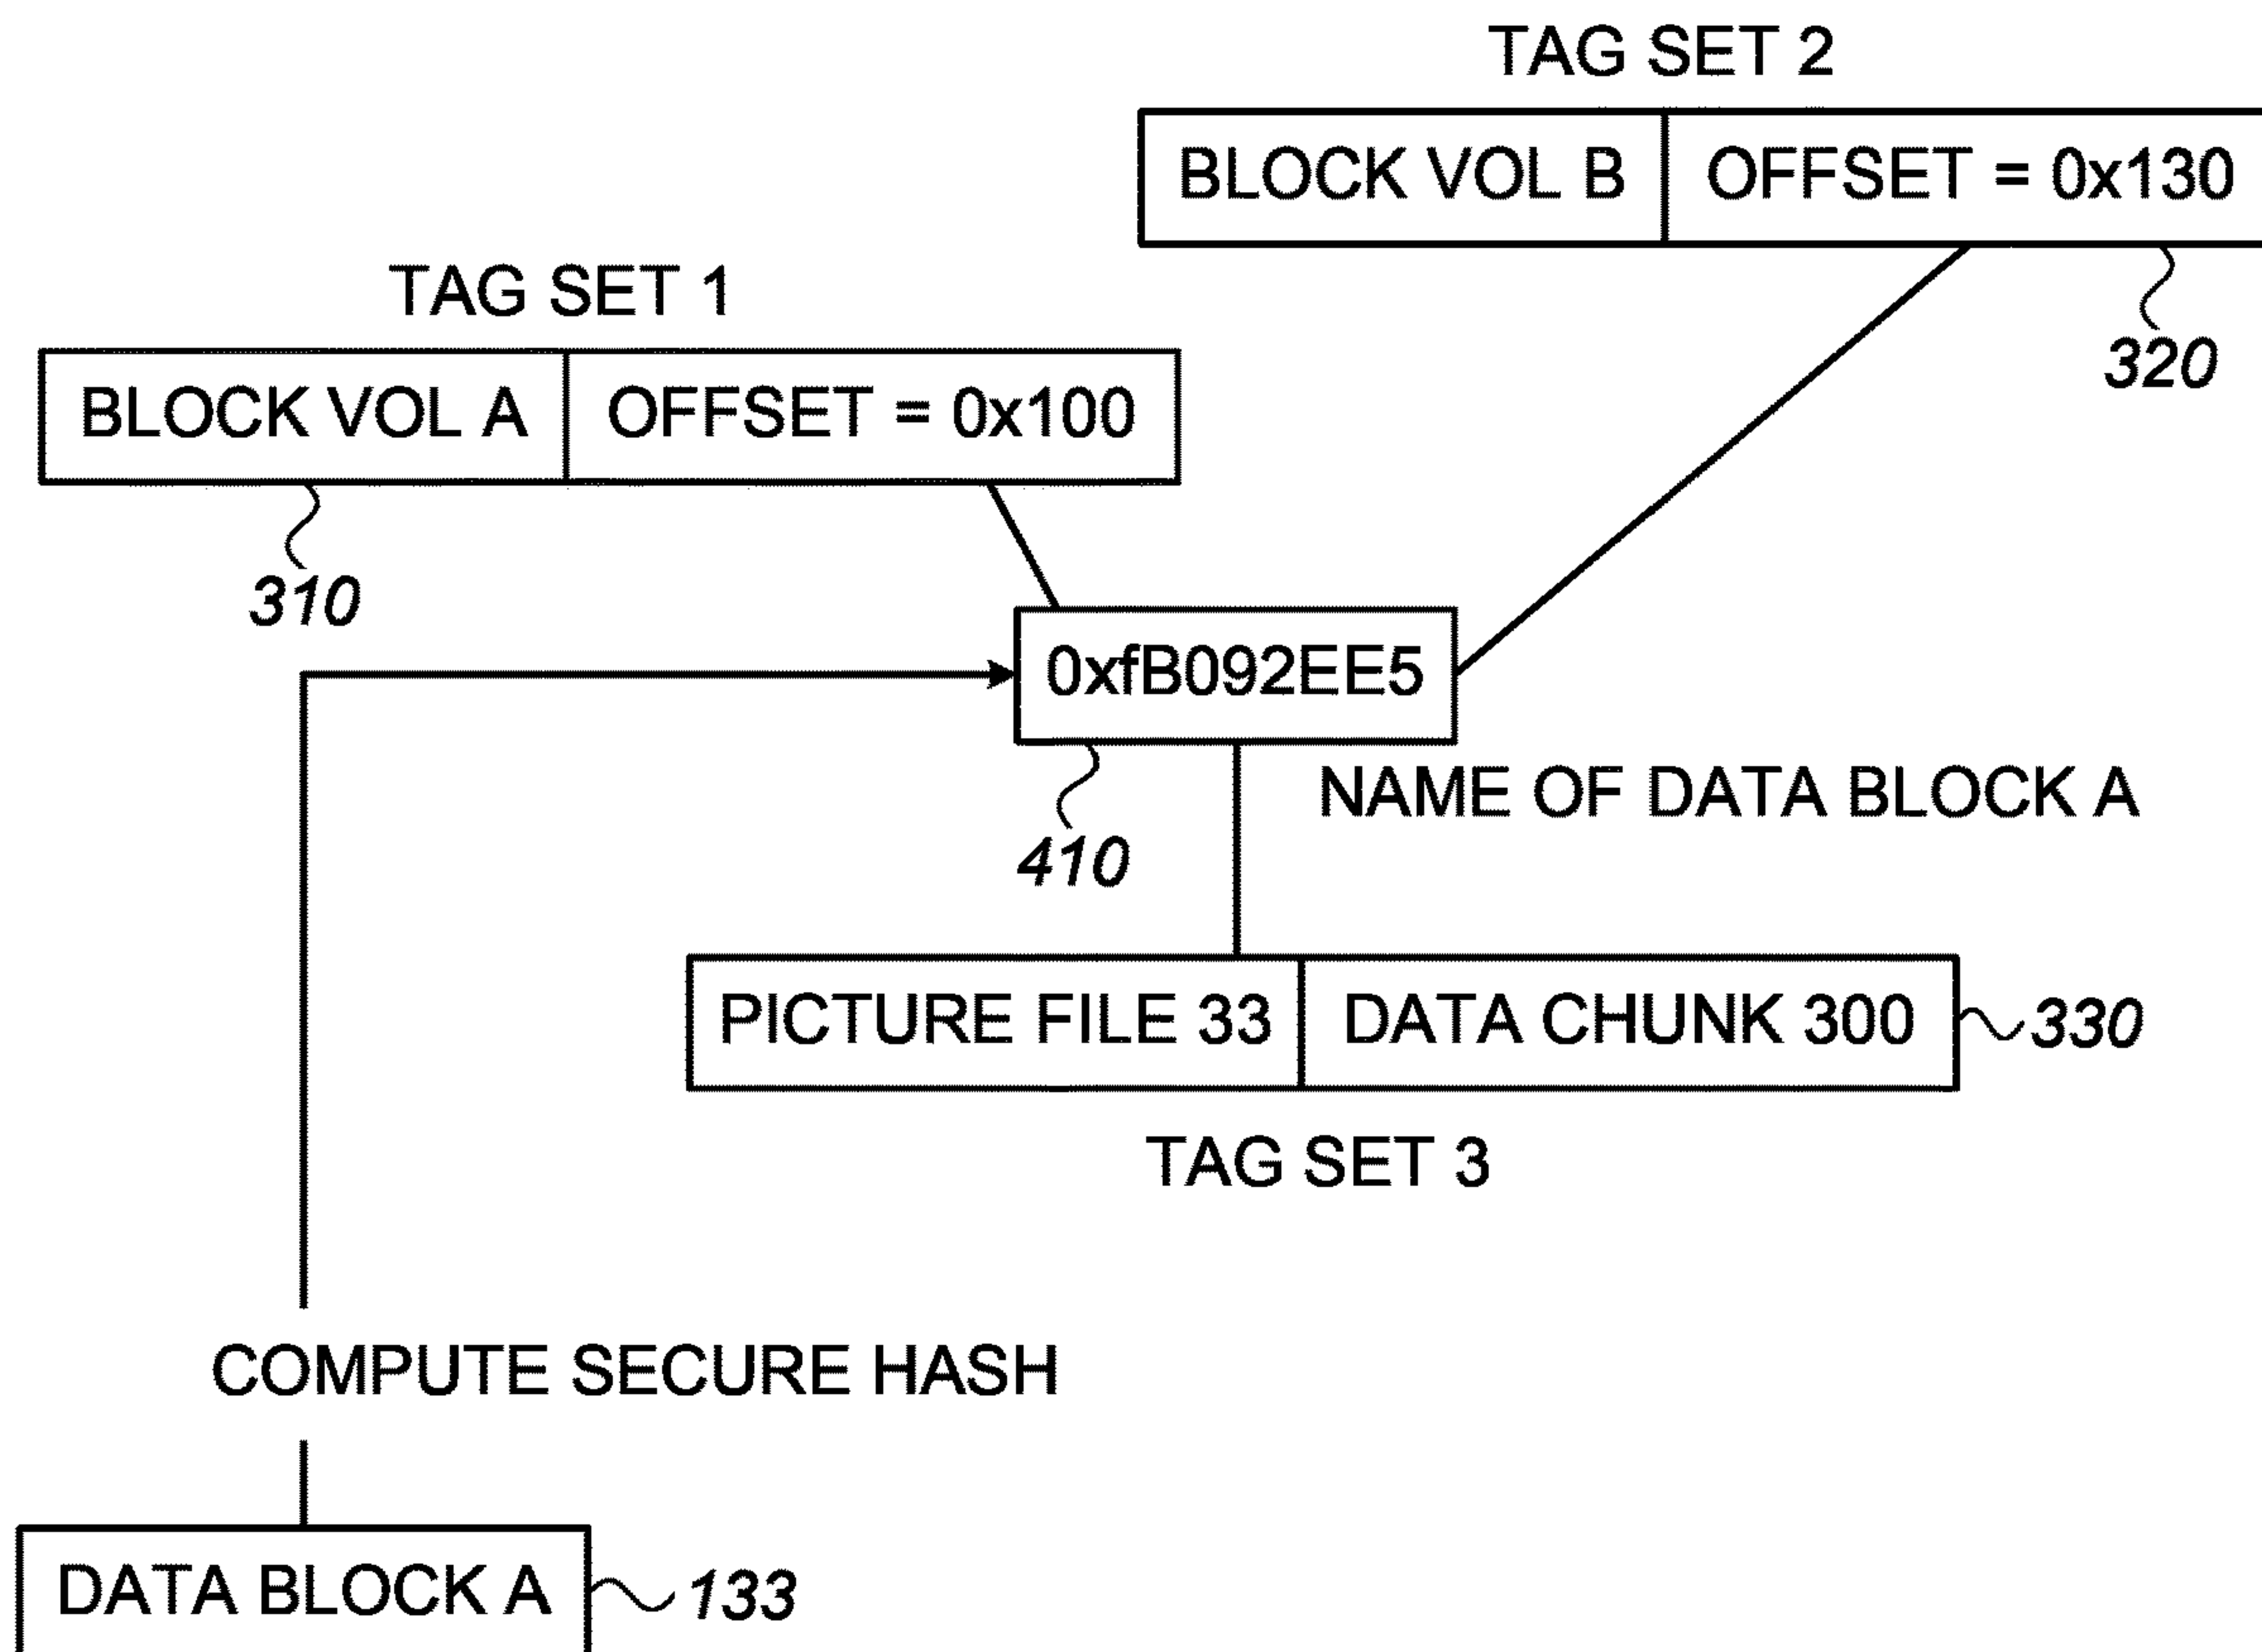 TAG SET 2
BLOCK VOL B OFFSET = 0x130
320
TAG SET 1
BLOCK VOL A OFFSET = 0x100
310
0xfB092EE5
410
NAME OF DATA BLOCK A
PICTURE FILE 33 DATA CHUNK 300 330
TAG SET 3
COMPUTE SECURE HASH
DATA BLOCK A 133